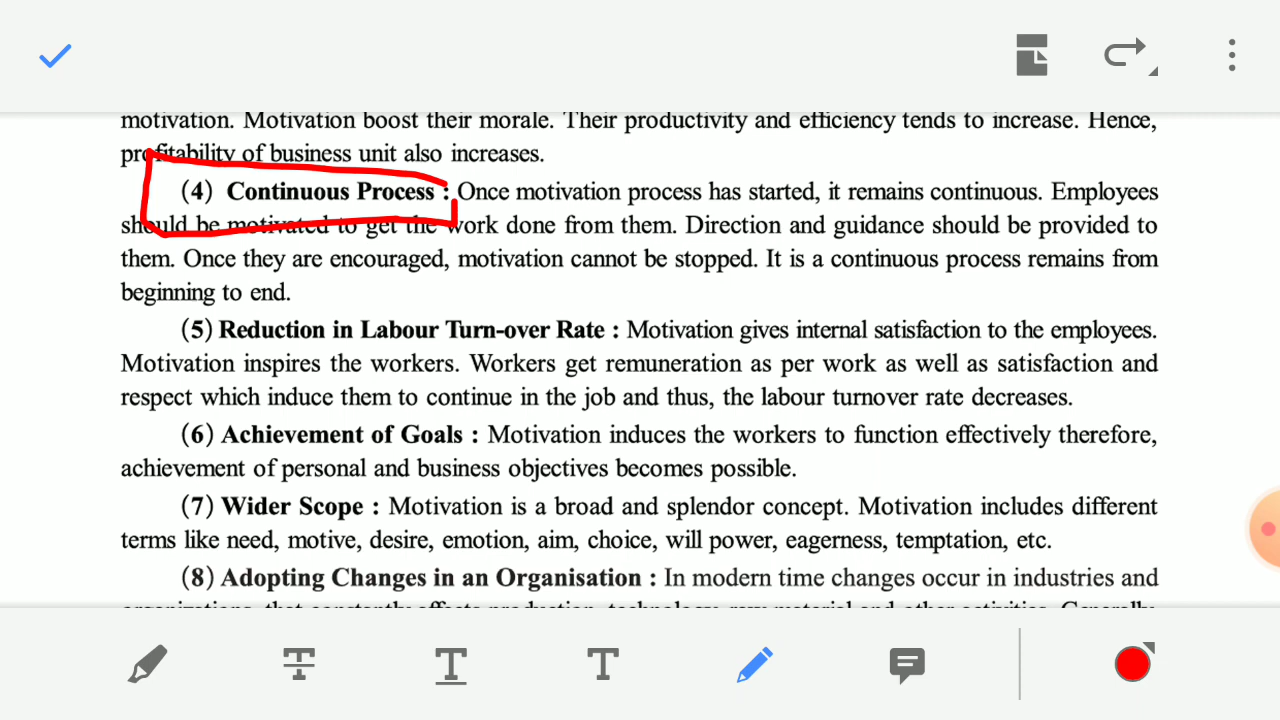 motivation. Motivation boost their morale. Their productivity and efficiency tends to increase. Hence,
profitability of business unit also increases.
(4) Continuous Process : Once motivation process has started, it remains continuous. Employees
should be motivated to get the work done from them. Direction and guidance should be provided to
them. Once they are encouraged, motivation cannot be stopped. It is a continuous process remains from
beginning to end.
(5) Reduction in Labour Turn-over Rate : Motivation gives internal satisfaction to the employees.
Motivation inspires the workers. Workers get remuneration as per work as well as satisfaction and
respect which induce them to continue in the job and thus, the labour turnover rate decreases.
(6) Achievement of Goals : Motivation induces the workers to function effectively therefore,
achievement of personal and business objectives becomes possible.
(7) Wider Scope : Motivation is a broad and splendor concept. Motivation includes different
terms like need, motive, desire, emotion, aim, choice, will power, eagerness, temptation, etc.
(8) Adopting Changes in an Organisation : In modern time changes occur in industries and